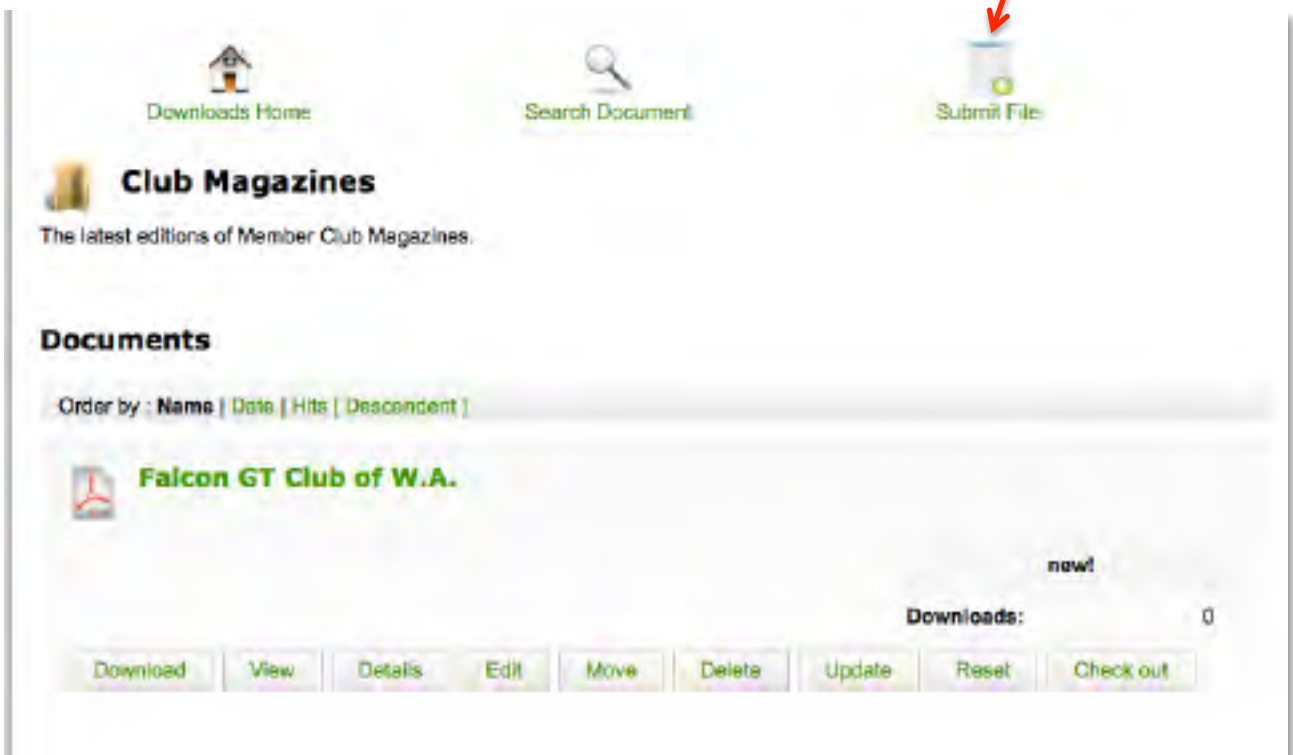 Downloads Home Search Document Submit File
Club Magazines
The latest editions of Member Club Magazines.
Documents
Order by : Name | Date | Hits [ Descendent ]
Falcon GT Club of W.A.
new!
Downloads: 0
Download View Details Edit Move Delete Update Reset Check out